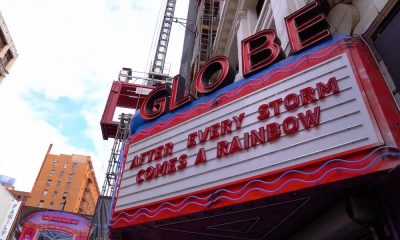 GLOBE
AFTER EVERY STORM
COMES A RAINBOW